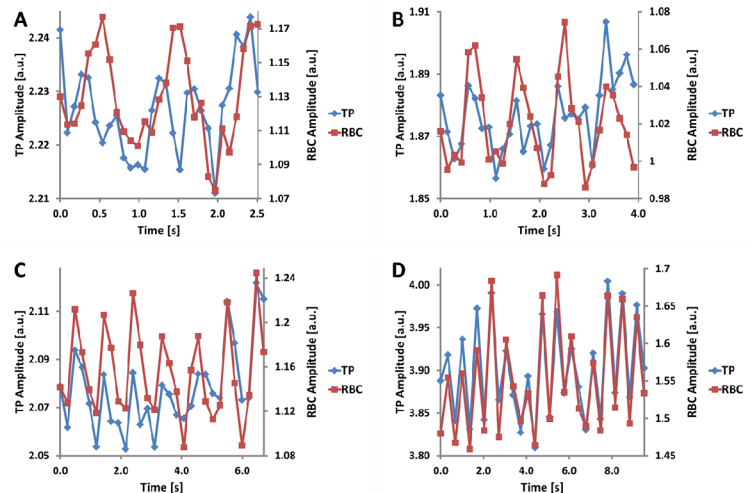 A
TP Amplitude [a.u.]
2.24
2.23
2.22
2.21
0.0 0.5 1.0 1.5 2.0 2.5
Time [s]
1.17
1.15
1.13
1.11
1.09
1.07
RBC Amplitude [a.u.]
TP
RBC
B
TP Amplitude [a.u.]
1.91
1.89
1.87
1.85
0.0 1.0 2.0 3.0 4.0
Time [s]
1.08
1.06
1.04
1.02
1
0.98
RBC Amplitude [a.u.]
TP
RBC
C
TP Amplitude [a.u.]
2.11
2.09
2.07
2.05
0.0 2.0 4.0 6.0
Time [s]
1.24
1.2
1.16
1.12
1.08
RBC Amplitude [a.u.]
TP
RBC
D
TP Amplitude [a.u.]
4.00
3.95
3.90
3.85
3.80
0.0 2.0 4.0 6.0 8.0
Time [s]
1.7
1.65
1.6
1.55
1.5
1.45
RBC Amplitude [a.u.]
TP
RBC